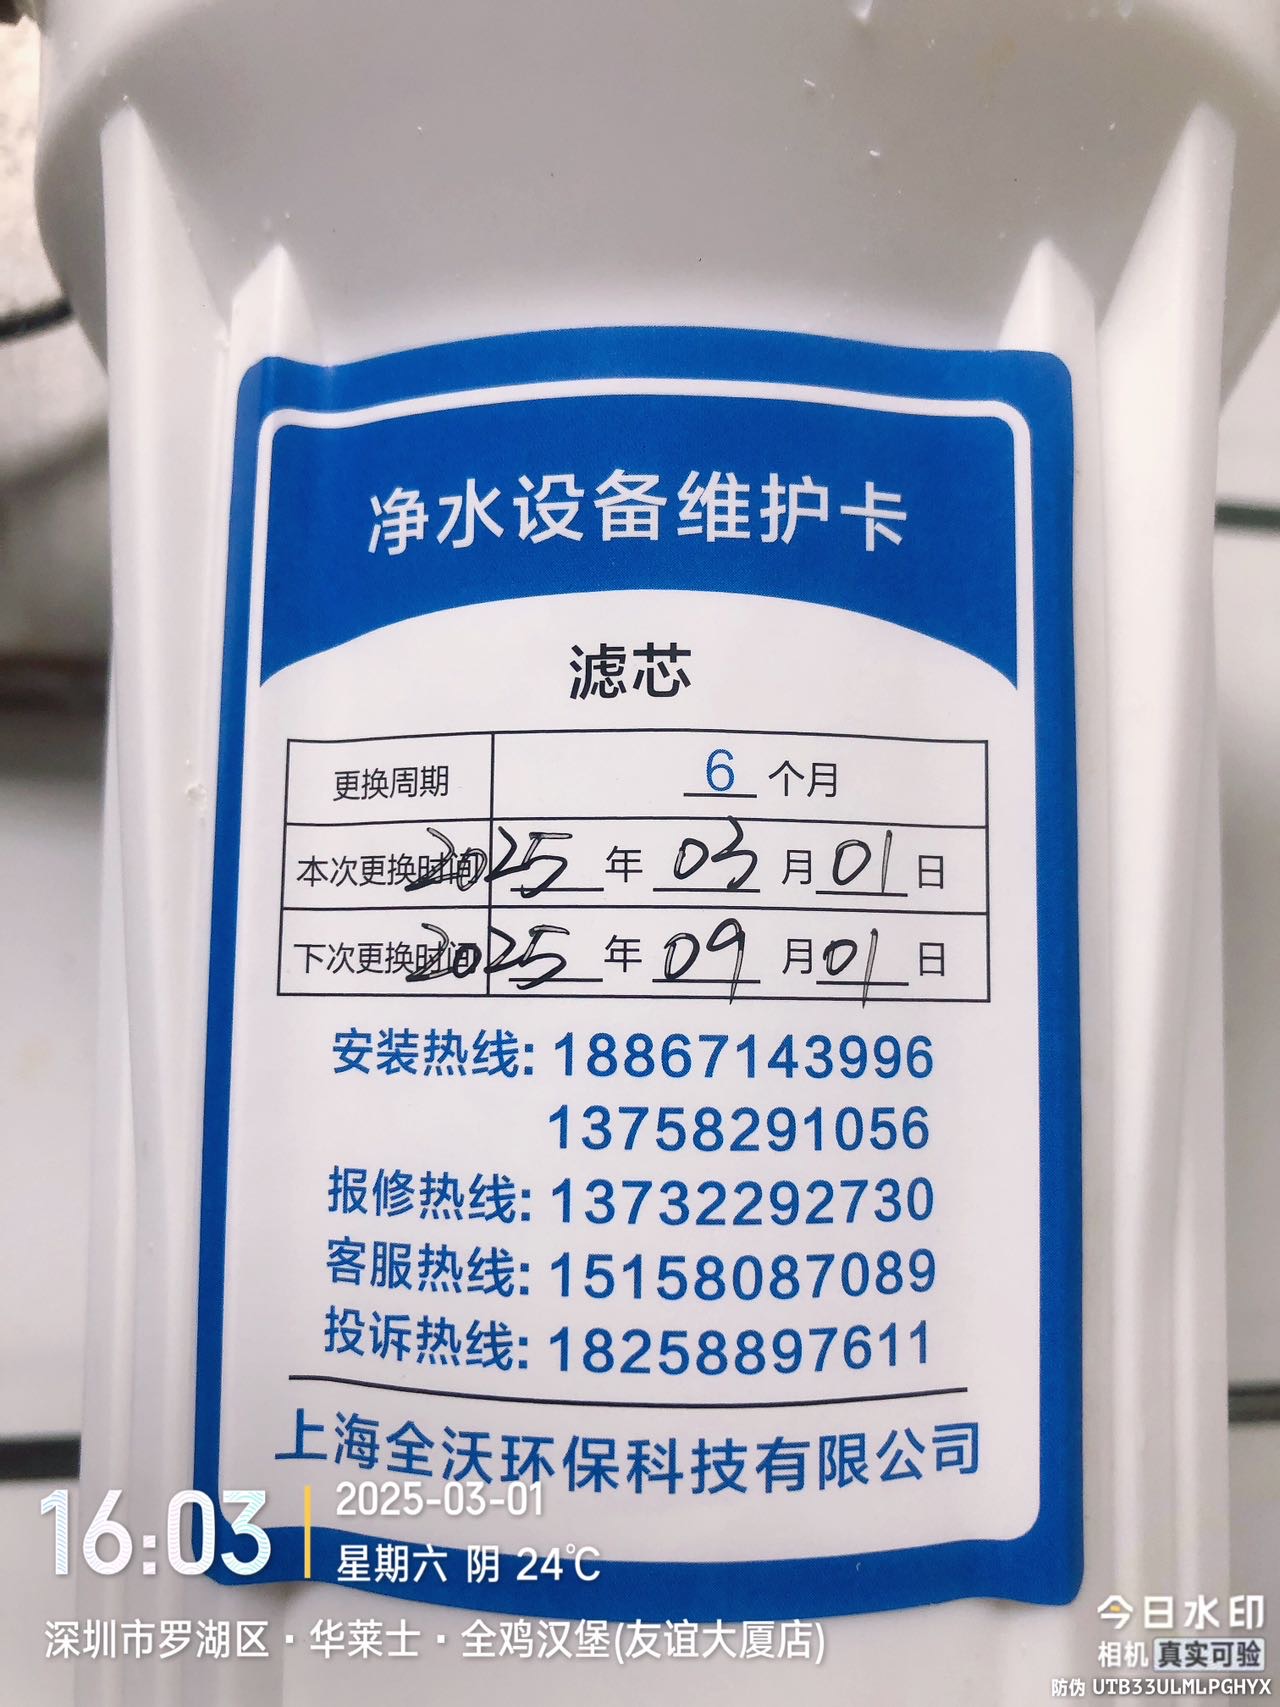 净水设备维护卡
滤芯
更换周期 6 个月
本次更换时间 2025 年 03 月 01 日
下次更换时间 2025 年 09 月 01 日
安装热线: 18867143996
13758291056
报修热线: 13732292730
客服热线: 15158087089
投诉热线: 18258897611
上海全沃环保科技有限公司
16:03
2025-03-01
星期六 阴 24℃
深圳市罗湖区·华莱士·全鸡汉堡(友谊大厦店)
今日水印
相机 真实可验
防伪 UTB33ULMLPGHYX